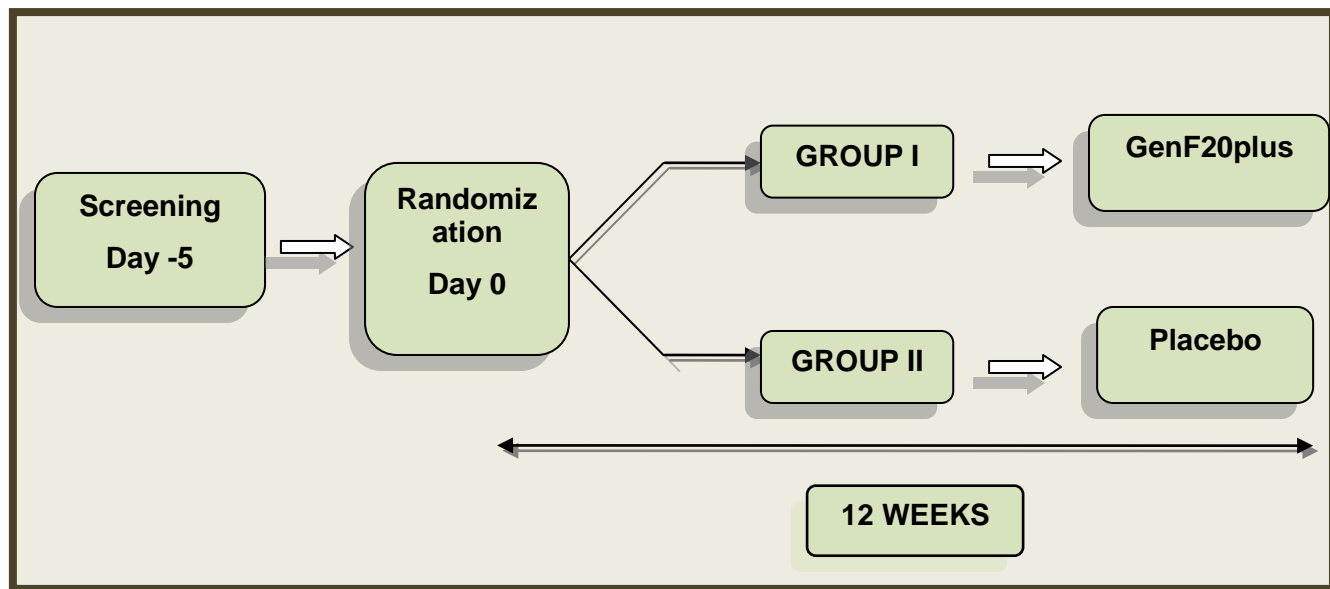 Screening
Day -5
Randomiz
ation
Day 0
GROUP I
GenF20plus
GROUP II
Placebo
12 WEEKS